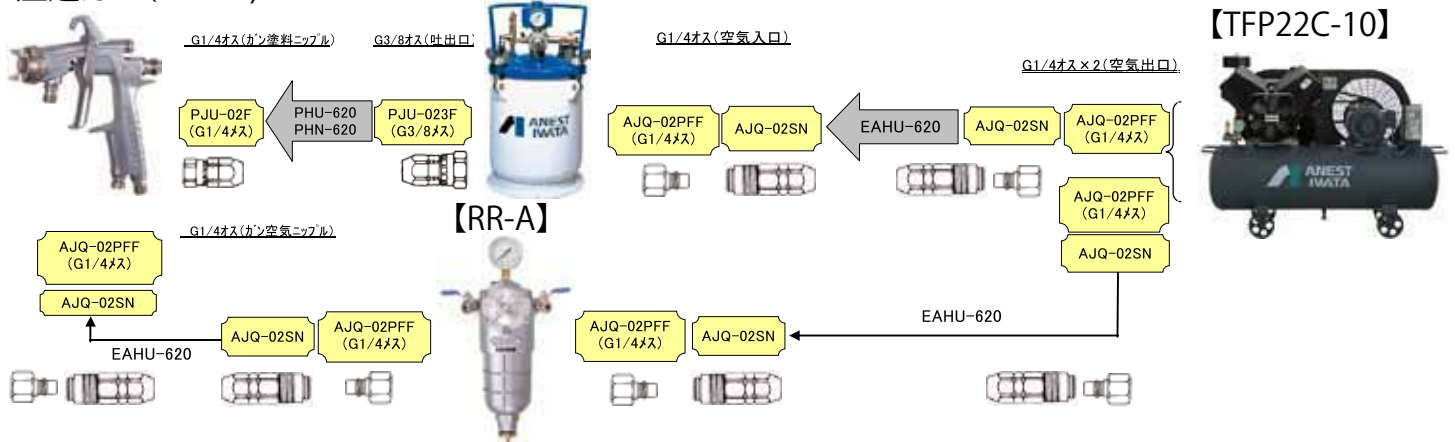 【TFP22C-10】
G1/4オス(ガン塗料ニップル)
G3/8オス(吐出口)
G1/4オス(空気入口)
G1/4オス×2(空気出口)
PJU-02F
(G1/4メス)
PHU-620
PHN-620
PJU-023F
(G3/8メス)
ANEST
IWATA
AJQ-02PFF
(G1/4メス)
AJQ-02SN
EAHU-620
AJQ-02SN
AJQ-02PFF
(G1/4メス)
ANEST
IWATA
AJQ-02PFF
(G1/4メス)
AJQ-02SN
G1/4オス(ガン空気ニップル)
【RR-A】
AJQ-02PFF
(G1/4メス)
AJQ-02SN
EAHU-620
AJQ-02SN
AJQ-02PFF
(G1/4メス)
AJQ-02PFF
(G1/4メス)
AJQ-02SN
EAHU-620